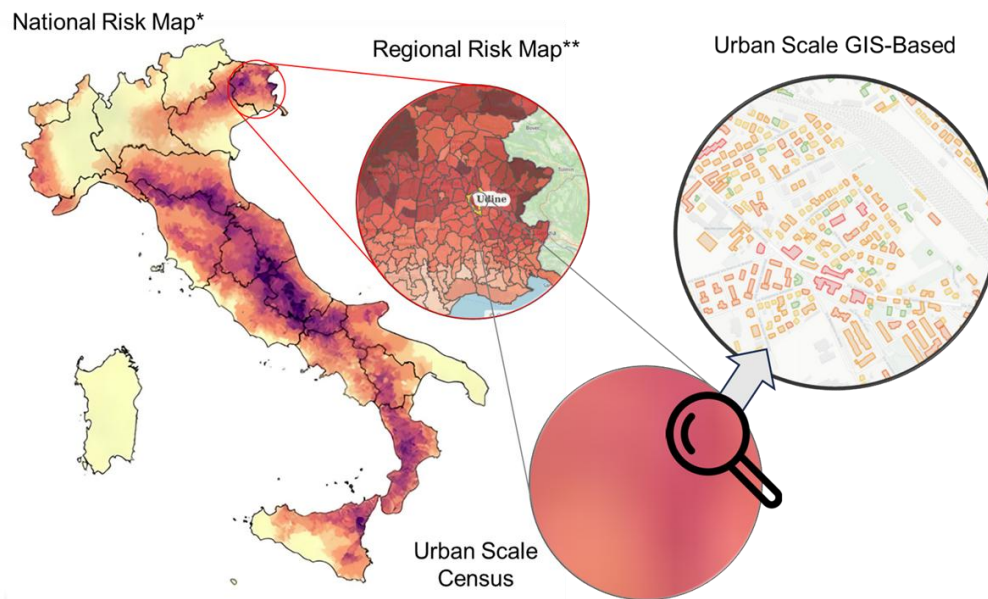 National Risk Map*
Regional Risk Map**
Urban Scale GIS-Based
Udine
Urban Scale
Census